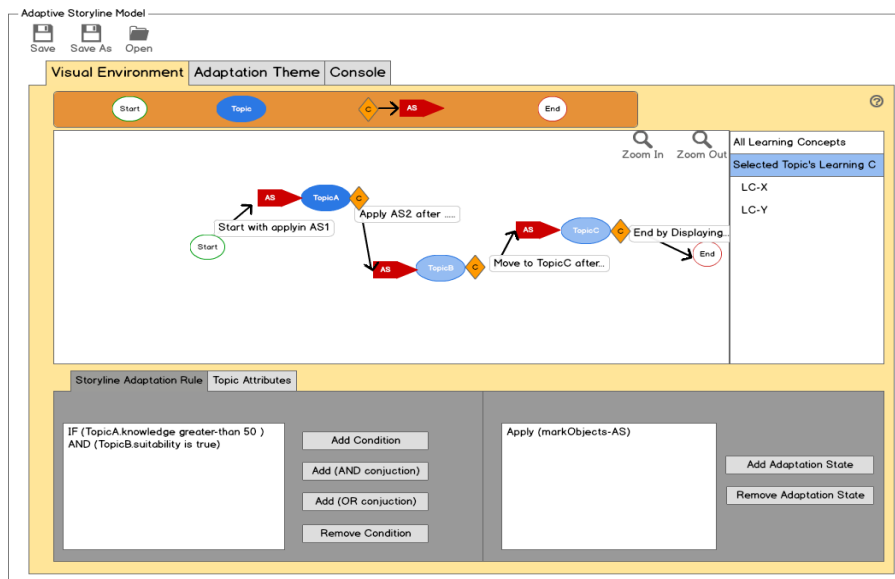 Adaptive Storyline Model
Save Save As Open
Visual Environment Adaptation Theme Console
Start Topic C AS End
Zoom In Zoom Out
All Learning Concepts
Selected Topic's Learning C
LC-X
LC-Y
AS TopicA C
Start with applyin AS1
Apply AS2 after .....
Start
AS TopicC C
End by Displaying...
End
AS TopicB C
Move to TopicC after...
Storyline Adaptation Rule Topic Attributes
IF (TopicA.knowledge greater-than 50 )
AND (TopicB.suitability is true)
Add Condition
Add (AND conjuction)
Add (OR conjuction)
Remove Condition
Apply (markObjects-AS)
Add Adaptation State
Remove Adaptation State